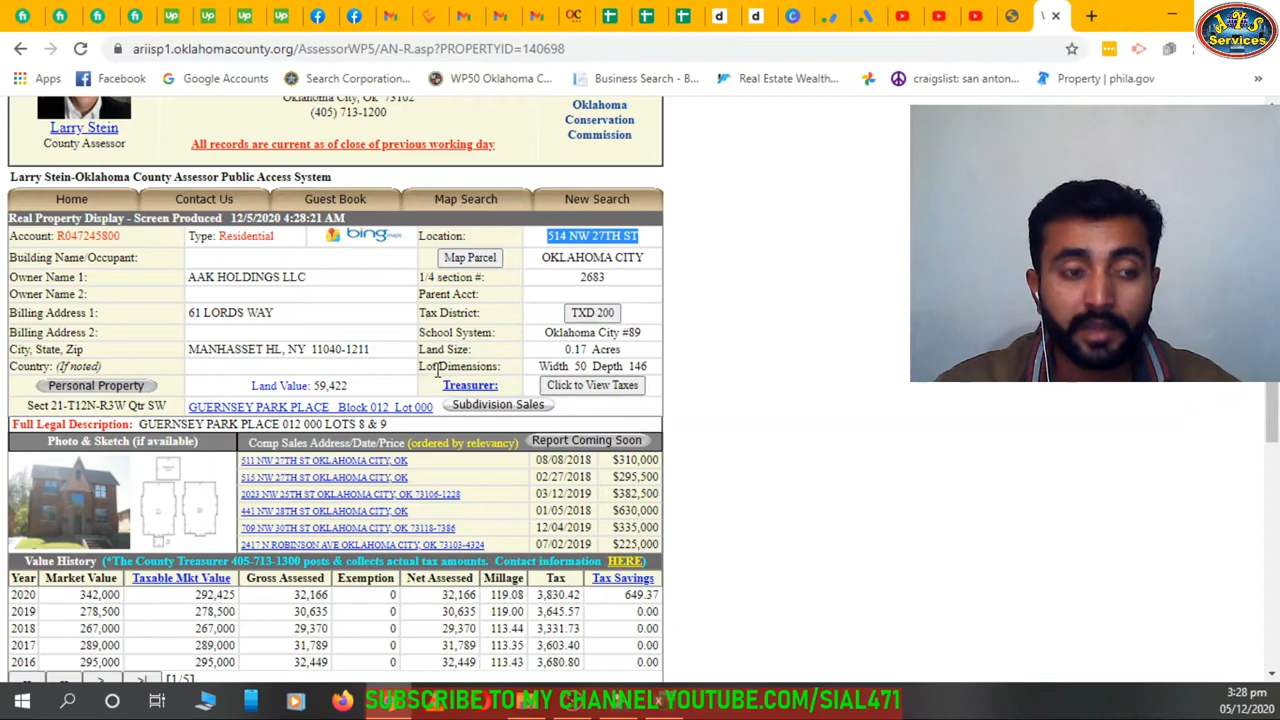 ariisp1.oklahomacounty.org/AssessorWP5/AN-R.asp?PROPERTYID=140698
AYS
Services
Apps Facebook Google Accounts Search Corporation... WP50 Oklahoma C... Business Search - B... Real Estate Wealth... craigslist: san anton... Property | phila.gov »
Oklahoma City, Ok 73102
(405) 713-1200
Larry Stein
County Assessor
All records are current as of close of previous working day
Oklahoma
Conservation
Commission
Larry Stein-Oklahoma County Assessor Public Access System
Home Contact Us Guest Book Map Search New Search
Real Property Display - Screen Produced 12/5/2020 4:28:21 AM
Account: R047245800 Type: Residential bing maps Location: 514 NW 27TH ST
Building Name/Occupant: Map Parcel OKLAHOMA CITY
Owner Name 1: AAK HOLDINGS LLC 1/4 section #: 2683
Owner Name 2: Parent Acct:
Billing Address 1: 61 LORDS WAY Tax District: TXD 200
Billing Address 2: School System: Oklahoma City #89
City, State, Zip MANHASSET HL, NY 11040-1211 Land Size: 0.17 Acres
Country: (If noted) Lot Dimensions: Width 50 Depth 146
Personal Property Land Value: 59,422 Treasurer: Click to View Taxes
Sect 21-T12N-R3W Qtr SW GUERNSEY PARK PLACE Block 012 Lot 000 Subdivision Sales
Full Legal Description: GUERNSEY PARK PLACE 012 000 LOTS 8 & 9
Photo & Sketch (if available) Comp Sales Address/Date/Price (ordered by relevancy) Report Coming Soon
511 NW 27TH ST OKLAHOMA CITY, OK 08/08/2018 $310,000
515 NW 27TH ST OKLAHOMA CITY, OK 02/27/2018 $295,500
2023 NW 25TH ST OKLAHOMA CITY, OK 73106-1228 03/12/2019 $382,500
441 NW 28TH ST OKLAHOMA CITY, OK 01/05/2018 $630,000
709 NW 30TH ST OKLAHOMA CITY, OK 73118-7386 12/04/2019 $335,000
2417 N ROBINSON AVE OKLAHOMA CITY, OK 73103-4324 07/02/2019 $225,000
Value History (*The County Treasurer 405-713-1300 posts & collects actual tax amounts. Contact information HERE)
Year Market Value Taxable Mkt Value Gross Assessed Exemption Net Assessed Millage Tax Tax Savings
2020 342,000 292,425 32,166 0 32,166 119.08 3,830.42 649.37
2019 278,500 278,500 30,635 0 30,635 119.00 3,645.57 0.00
2018 267,000 267,000 29,370 0 29,370 113.44 3,331.73 0.00
2017 289,000 289,000 31,789 0 31,789 113.35 3,603.40 0.00
2016 295,000 295,000 32,449 0 32,449 113.43 3,680.80 0.00
[1/5]
SUBSCRIBE TO MY CHANNEL YOUTUBE.COM/SIAL471
3:28 pm
05/12/2020